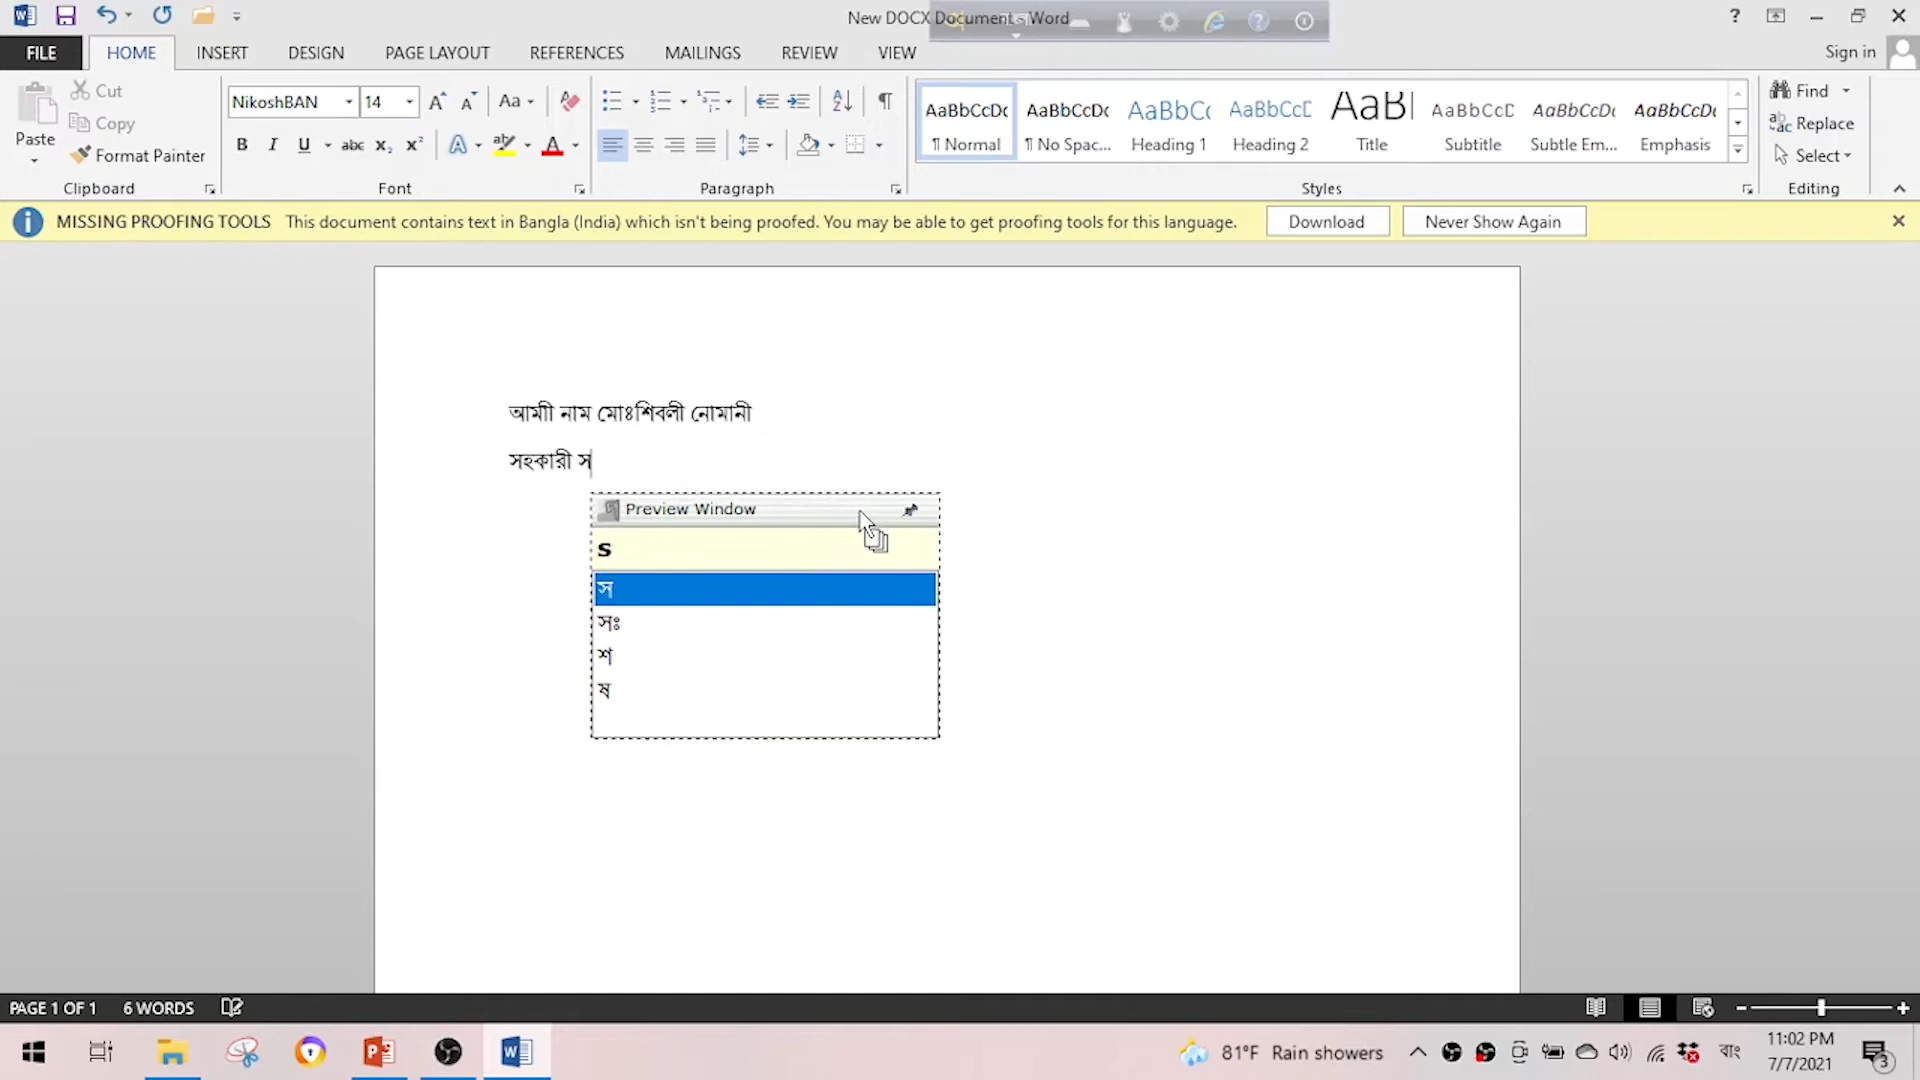 New DOCX Document - Word
Sign in
FILE HOME INSERT DESIGN PAGE LAYOUT REFERENCES MAILINGS REVIEW VIEW
Paste
Cut
Copy
Format Painter
Clipboard
NikoshBAN 14
Font
Paragraph
AaBbCcDc AaBbCcDc AaBbCc AaBbCcD AaB AaBbCcD AaBbCcDc AaBbCcDc
¶ Normal ¶ No Spac... Heading 1 Heading 2 Title Subtitle Subtle Em... Emphasis
Styles
Find
Replace
Select
Editing
MISSING PROOFING TOOLS This document contains text in Bangla (India) which isn't being proofed. You may be able to get proofing tools for this language. Download Never Show Again
আমাী নাম মোঃশিবলী নোমানী
সহকারী স
Preview Window
s
স
সঃ
শ
ষ
PAGE 1 OF 1 6 WORDS
81°F Rain showers
বাং
11:02 PM
7/7/2021
3